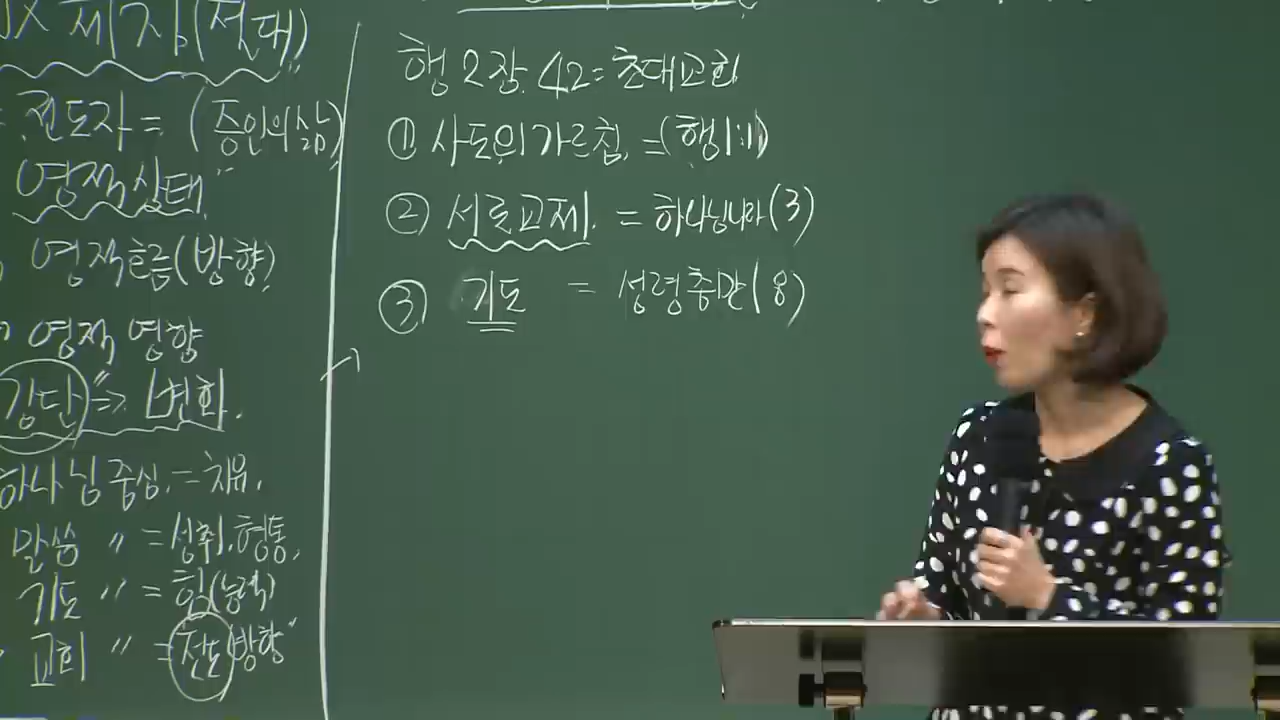 제자(절대)
전도자 = (증인의 삶)
영적상태"
영적흐름(방향)
영적 영향
강단" => 변화.
하나님 중심. = 치유.
말씀 〃 = 성취. 형통.
기도 〃 = 힘(능력)
교회 〃 = 전도(방향"
행 2장. 42 = 초대교회
① 사도의 가르침. = (행1:1)
② 서로교제. = 하나님나라(3)
③ 기도 = 성령충만(8)